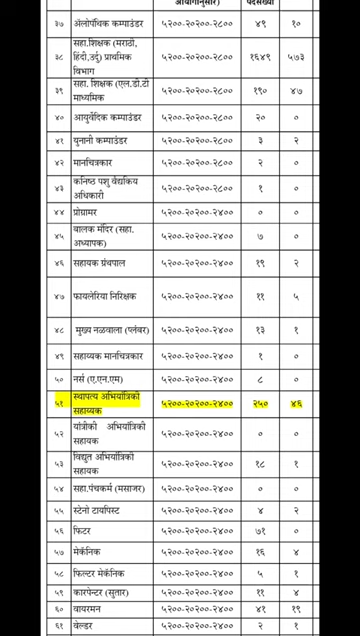 आयोगानुसार) पदसंख्या
३७ अ‍ॅलोपॅथिक कम्पाउंडर ५२००-२०२००-२८०० ४९ १०
३८ सहा.शिक्षक (मराठी, हिंदी,उर्दु) प्राथमिक विभाग ५२००-२०२००-२८०० १६४९ ५७३
३९ सहा. शिक्षक (एल.डी.टी माध्यमिक ५२००-२०२००-२८०० १९० ४७
४० आयुर्वेदिक कम्पाउंडर ५२००-२०२००-२८०० २० ०
४१ युनानी कम्पाउंडर ५२००-२०२००-२८०० ३ २
४२ मानचित्रकार ५२००-२०२००-२८०० २ ०
४३ कनिष्ठ पशु वैद्यकिय अधिकारी ५२००-२०२००-२८०० १ ०
४४ प्रोग्रामर ५२००-२०२००-२४०० ० ०
४५ बालक मंदिर (सहा. अध्यापक) ५२००-२०२००-२४०० ७ ०
४६ सहायक ग्रंथपाल ५२००-२०२००-२४०० १९ २
४७ फायलेरिया निरिक्षक ५२००-२०२००-२४०० ११ ५
४८ मुख्य नळवाला (प्लंबर) ५२००-२०२००-२४०० १३ १
४९ सहाय्यक मानचित्रकार ५२००-२०२००-२४०० १ ०
५० नर्स (ए.एन.एम) ५२००-२०२००-२४०० ८ ०
५१ स्थापत्य अभियांत्रिकी सहाय्यक ५२००-२०२००-२४०० २५० ४६
५२ यांत्रीकी अभियांत्रिकी सहायक ५२००-२०२००-२४०० ० ०
५३ विद्युत अभियांत्रिकी सहायक ५२००-२०२००-२४०० १८ १
५४ सहा.पंचकर्म (मसाजर) ५२००-२०२००-२४०० ० ०
५५ स्टेनो टायपिस्ट ५२००-२०२००-२४०० ४ २
५६ फिटर ५२००-२०२००-२४०० ७१ ०
५७ मेकॅनिक ५२००-२०२००-२४०० १६ ४
५८ फिल्टर मेकॅनिक ५२००-२०२००-२४०० ५ १
५९ कारपेन्टर (सुतार) ५२००-२०२००-२४०० ११ ४
६० वायरमन ५२००-२०२००-२४०० ४१ १९
६१ वेल्डर ५२००-२०२००-२४०० २ १